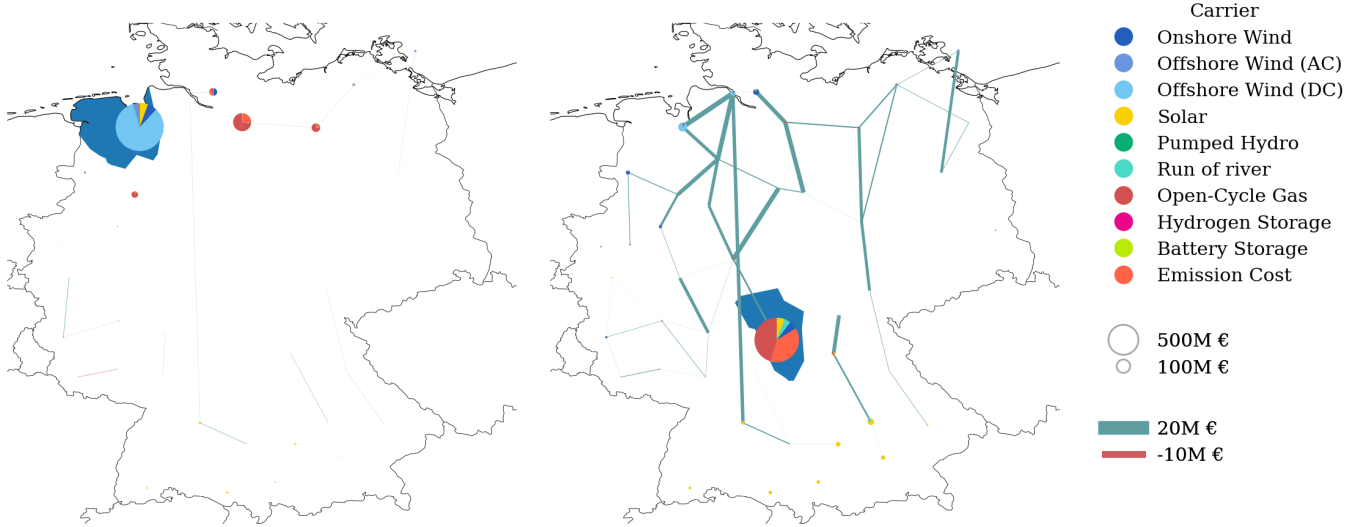 Carrier
Onshore Wind
Offshore Wind (AC)
Offshore Wind (DC)
Solar
Pumped Hydro
Run of river
Open-Cycle Gas
Hydrogen Storage
Battery Storage
Emission Cost
500M €
100M €
20M €
-10M €